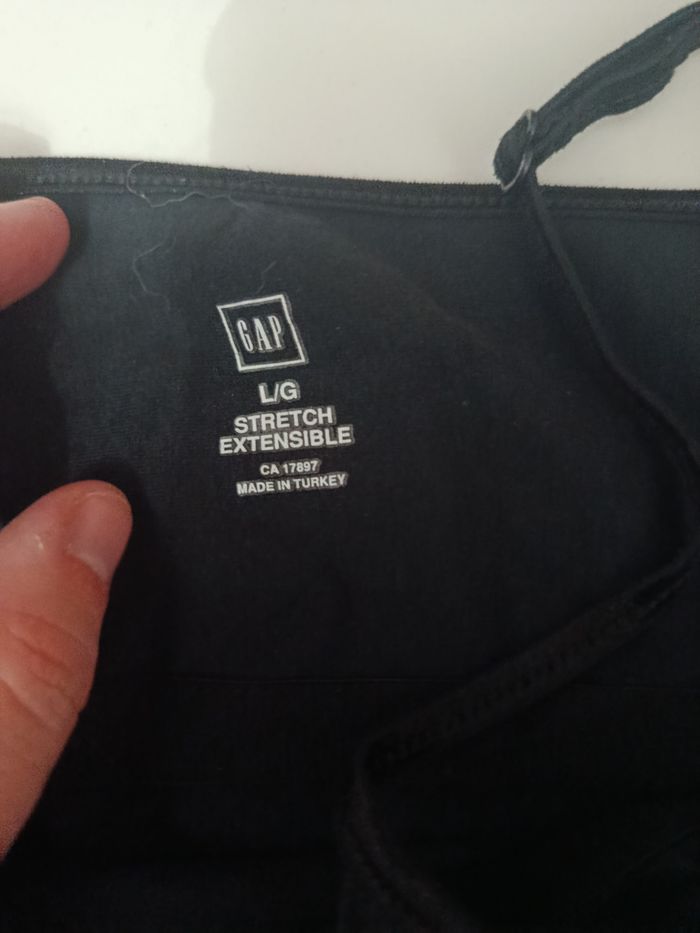 GAP
L/G
STRETCH
EXTENSIBLE
CA 17897
MADE IN TURKEY